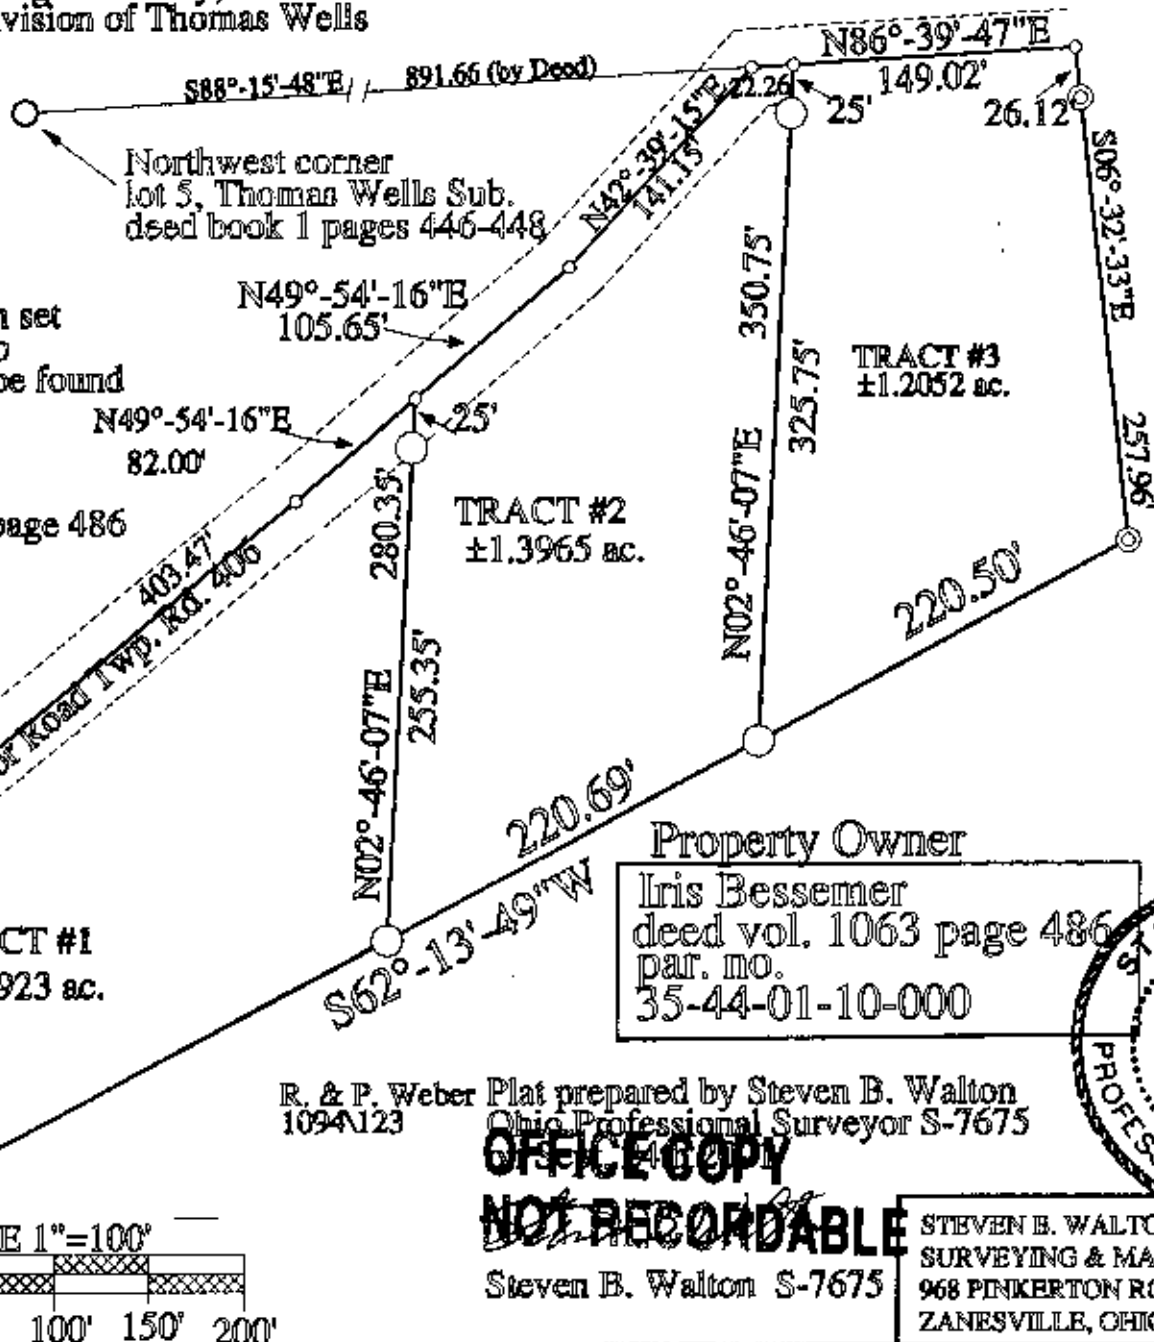 vision of Thomas Wells
S88°-15'-48"E
891.66 (by Deed)
N86°-39'-47"E
149.02'
22.26
25'
26.12'
Northwest corner
lot 5, Thomas Wells Sub.
deed book 1 pages 446-448
N42°-39'-15"E
141.15'
S06°-32'-33"E
257.96'
N49°-54'-16"E
105.65'
set
be found
N49°-54'-16"E
82.00'
25'
page 486
350.75'
325.75'
N02°-46'-07"E
TRACT #3
±1.2052 ac.
TRACT #2
±1.3965 ac.
280.35'
255.35'
N02°-46'-07"E
403.47'
Road Twp. Rd. 406
220.50'
220.69'
S62°-13'-49"W
CT #1
923 ac.
Property Owner
Iris Bessemer
deed vol. 1063 page 486
par. no.
35-44-01-10-000
R. & P. Weber
1094\123
Plat prepared by Steven B. Walton
Ohio Professional Surveyor S-7675
OFFICE COPY
NOT RECORDABLE
Steven B. Walton S-7675
ST
PROFES
E 1"=100'
100' 150' 200'
STEVEN B. WALTO
SURVEYING & MA
968 PINKERTON RO
ZANESVILLE, OHIO